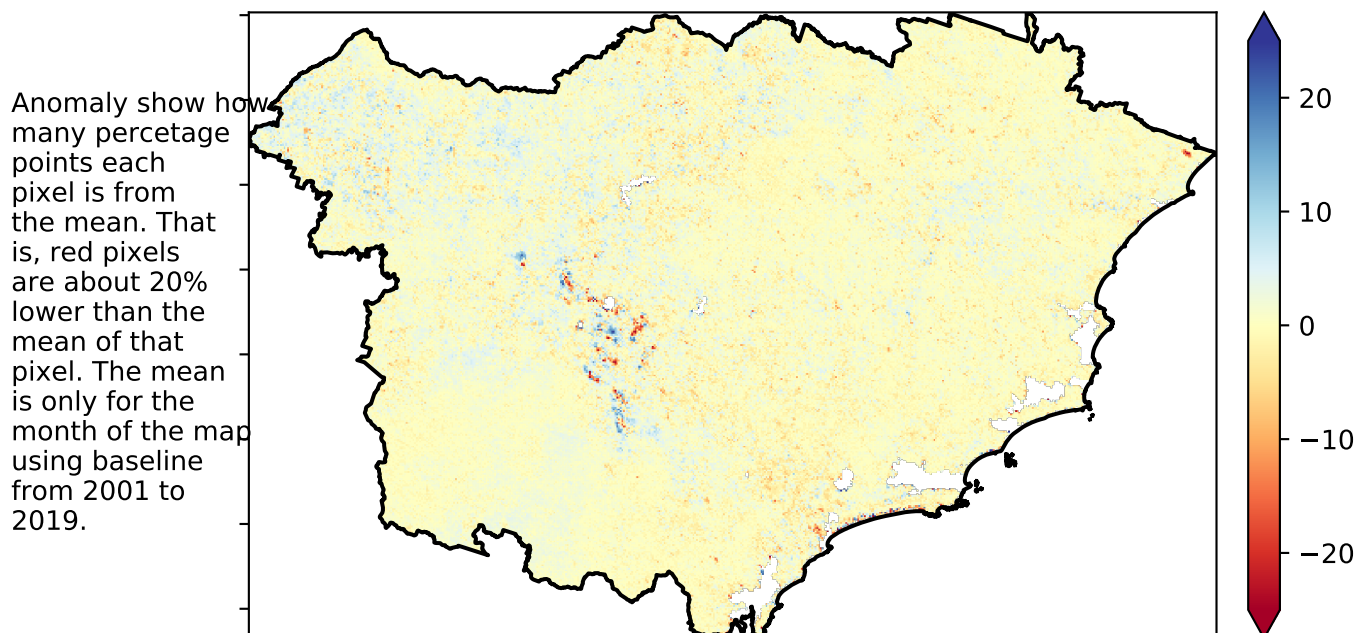 Anomaly show how
many percetage
points each
pixel is from
the mean. That
is, red pixels
are about 20%
lower than the
mean of that
pixel. The mean
is only for the
month of the map
using baseline
from 2001 to
2019.
20
10
0
−10
−20